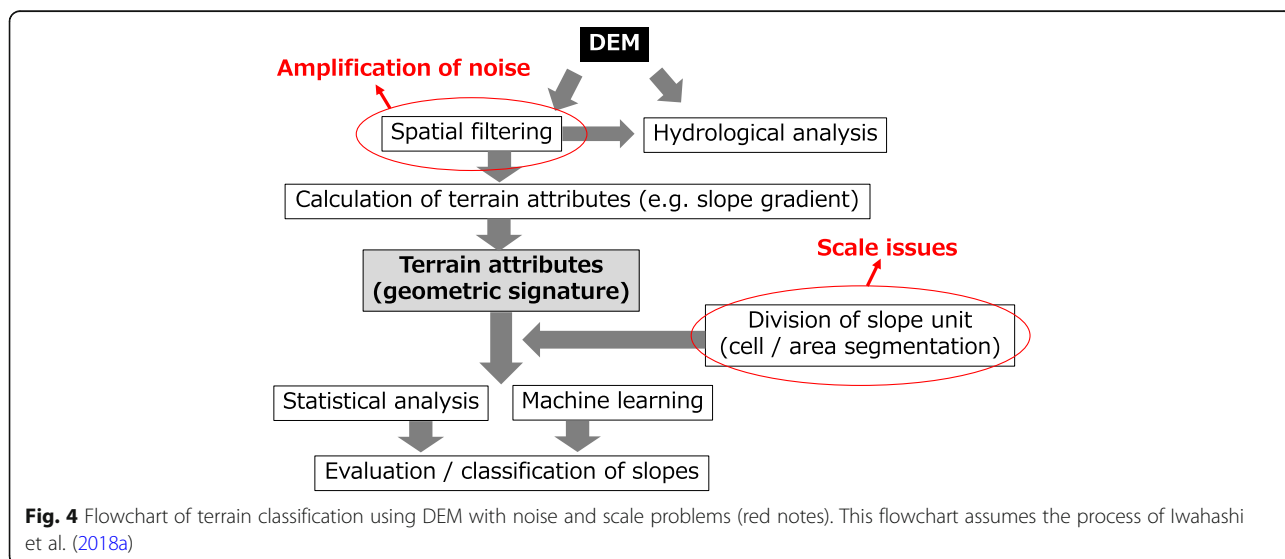 DEM
Amplification of noise
Spatial filtering
Hydrological analysis
Calculation of terrain attributes (e.g. slope gradient)
Scale issues
Terrain attributes
(geometric signature)
Division of slope unit
(cell / area segmentation)
Statistical analysis
Machine learning
Evaluation / classification of slopes
Fig. 4 Flowchart of terrain classification using DEM with noise and scale problems (red notes). This flowchart assumes the process of Iwahashi
et al. (2018a)